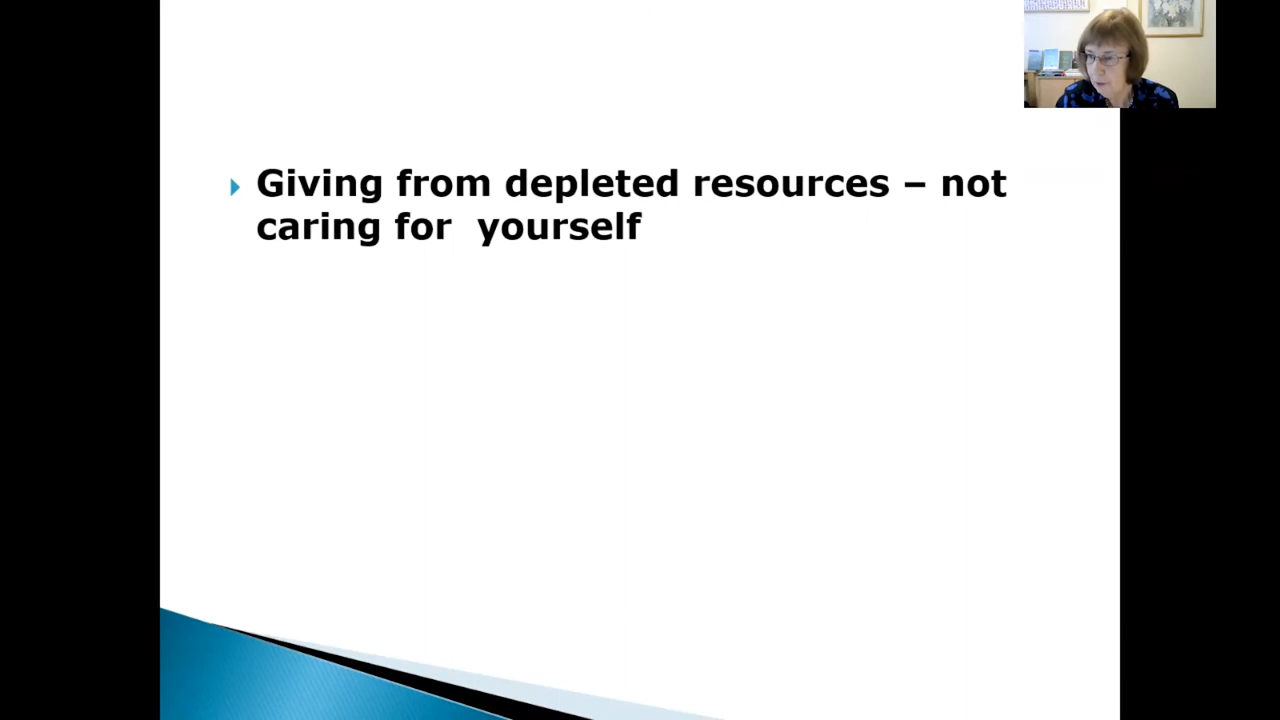 Giving from depleted resources – not
caring for  yourself